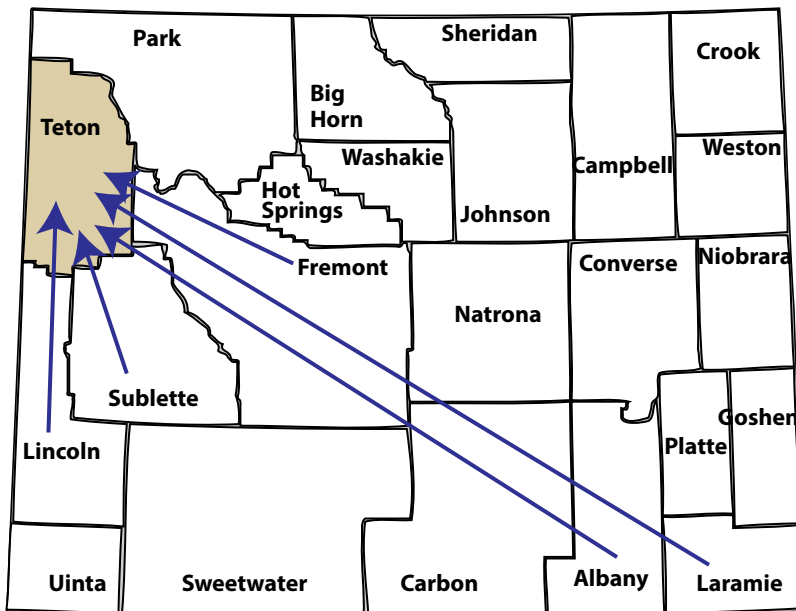 Park
Sheridan
Crook
Big
Horn
Teton
Washakie
Campbell
Weston
Hot
Springs
Johnson
Fremont
Converse
Niobrara
Natrona
Sublette
Goshen
Platte
Lincoln
Uinta
Sweetwater
Carbon
Albany
Laramie